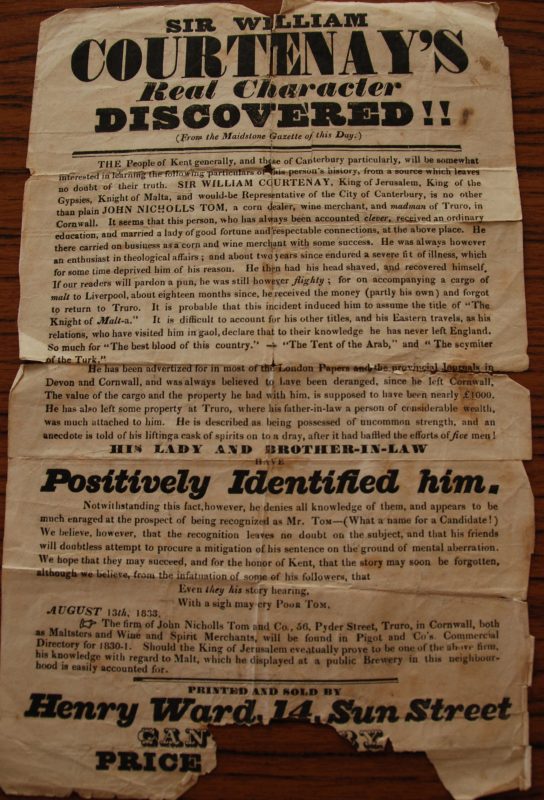 SIR WILLIAM
COURTENAY'S
Real Character
DISCOVERED!!
(From the Maidstone Gazette of this Day.)
THE People of Kent generally, and those of Canterbury particularly, will be somewhat
interested in learning the following particulars of this person's history, from a source which leaves
no doubt of their truth. SIR WILLIAM COURTENAY, King of Jerusalem, King of the
Gypsies, Knight of Malta, and would-be Representative of the City of Canterbury, is no other
than plain JOHN NICHOLLS TOM, a corn dealer, wine merchant, and madman of Truro, in
Cornwall. It seems that this person, who has always been accounted clever, received an ordinary
education, and married a lady of good fortune and respectable connections, at the above place. He
there carried on business as a corn and wine merchant with some success. He was always however
an enthusiast in theological affairs; and about two years since endured a severe fit of illness, which
for some time deprived him of his reason. He then had his head shaved, and recovered himself.
If our readers will pardon a pun, he was still however flighty; for on accompanying a cargo of
malt to Liverpool, about eighteen months since, he received the money (partly his own) and forgot
to return to Truro. It is probable that this incident induced him to assume the title of "The
Knight of Malt-a." It is difficult to account for his other titles, and his Eastern travels, as his
relations, who have visited him in gaol, declare that to their knowledge he has never left England.
So much for "The best blood of this country." — "The Tent of the Arab," and "The scymiter
of the Turk."
He has been advertized for in most of the London Papers and the provincial Journals in
Devon and Cornwall, and was always believed to have been deranged, since he left Cornwall.
The value of the cargo and the property he had with him, is supposed to have been nearly £1000.
He has also left some property at Truro, where his father-in-law a person of considerable wealth,
was much attached to him. He is described as being possessed of uncommon strength, and an
anecdote is told of his lifting a cask of spirits on to a dray, after it had baffled the efforts of five men!
HIS LADY AND BROTHER-IN-LAW
HAVE
Positively Identified him.
Notwithstanding this fact, however, he denies all knowledge of them, and appears to be
much enraged at the prospect of being recognized as Mr. TOM—(What a name for a Candidate!)
We believe, however, that the recognition leaves no doubt on the subject, and that his friends
will doubtless attempt to procure a mitigation of his sentence on the ground of mental aberration.
We hope that they may succeed, and for the honor of Kent, that the story may soon be forgotten,
although we believe, from the infatuation of some of his followers, that
Even they his story hearing,
With a sigh may cry POOR TOM.
AUGUST 13th, 1833,
☞ The firm of John Nicholls Tom and Co., 56, Pyder Street, Truro, in Cornwall, both
as Maltsters and Wine and Spirit Merchants, will be found in Pigot and Co's. Commercial
Directory for 1830-1. Should the King of Jerusalem eveatually prove to be one of the above firm,
his knowledge with regard to Malt, which he displayed at a public Brewery in this neighbour-
hood is easily accounted for.
PRINTED AND SOLD BY
Henry Ward, 14, Sun Street
PRICE